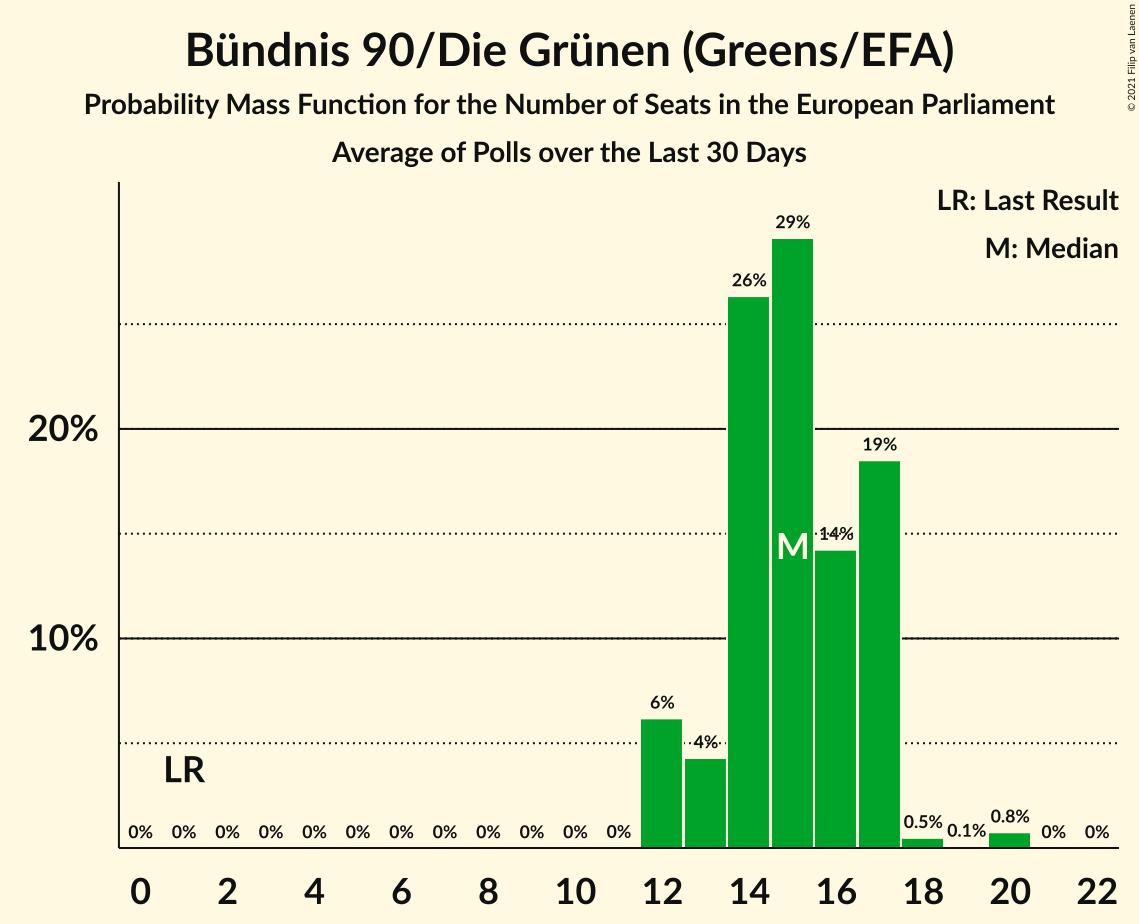 Bündnis 90/Die Grünen (Greens/EFA)
Probability Mass Function for the Number of Seats in the European Parliament
Average of Polls over the Last 30 Days
© 2021 Filip van Laenen
LR: Last Result
M: Median
29%
26%
20%
19%
14%
M
10%
6%
4%
LR
0% 0% 0% 0% 0% 0% 0% 0% 0% 0% 0% 0% 0.5% 0.1% 0.8% 0% 0%
0 2 4 6 8 10 12 14 16 18 20 22